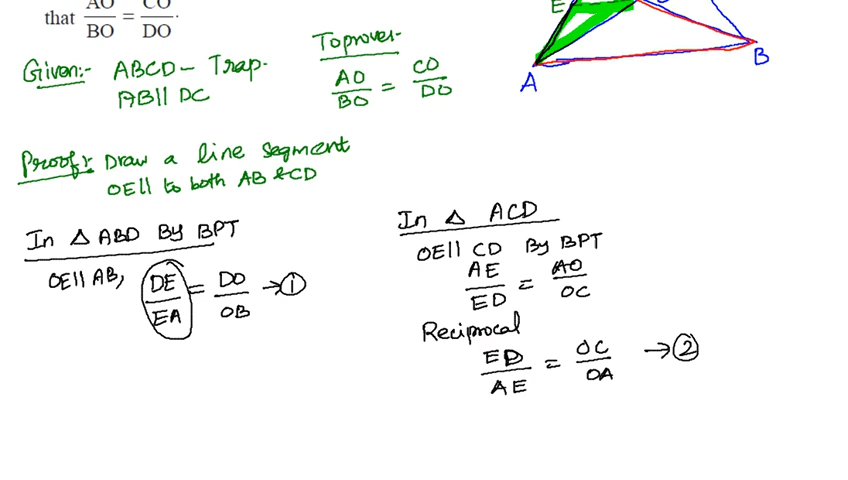 that AO/BO = CO/DO.
Given:- ABCD - Trap.
AB || DC
To prove:-
AO/BO = CO/DO
E
A
B
Proof:- Draw a line segment
OE || to both AB & CD
In △ ABD By BPT
OE || AB, DE/EA = DO/OB → ①
In △ ACD
OE || CD By BPT
AE/ED = AO/OC
Reciprocal
ED/AE = OC/OA → ②